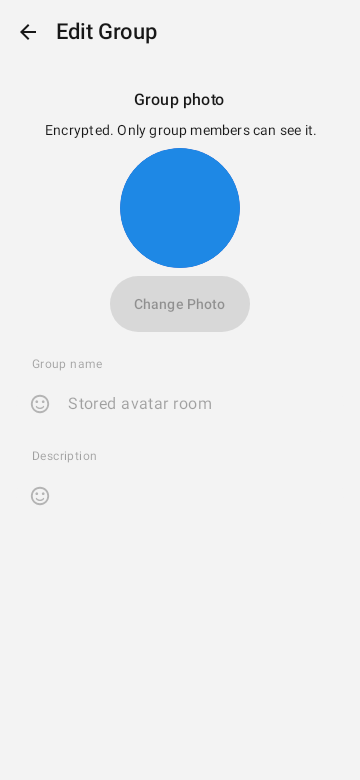 Edit Group
Group photo
Encrypted. Only group members can see it.
Change Photo
Group name
Stored avatar room
Description